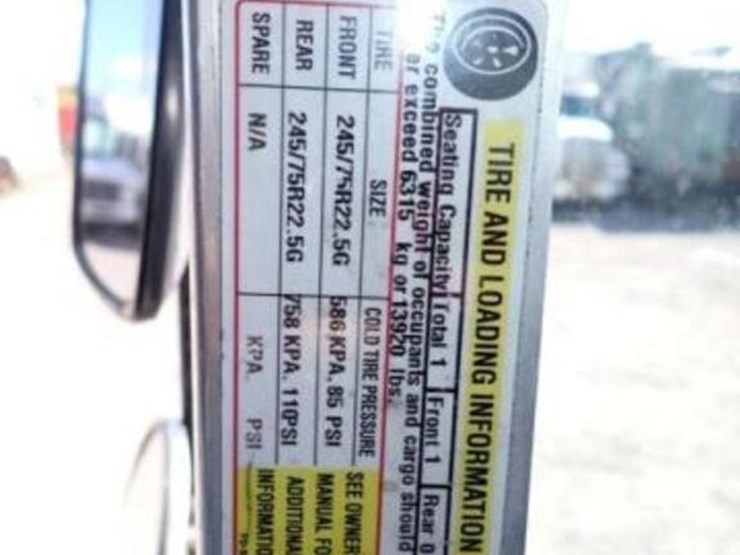 TIRE AND LOADING INFORMATION
Seating Capacity Total 1 Front 1 Rear 0
The combined weight of occupants and cargo should
er exceed 6315 kg or 13920 lbs.
TIRE SIZE COLD TIRE PRESSURE SEE OWNER
FRONT 245/75R22.5G 586 KPA, 85 PSI MANUAL FO
REAR 245/75R22.5G 758 KPA, 110PSI ADDITIONA
SPARE N/A KPA PSI INFORMATIO